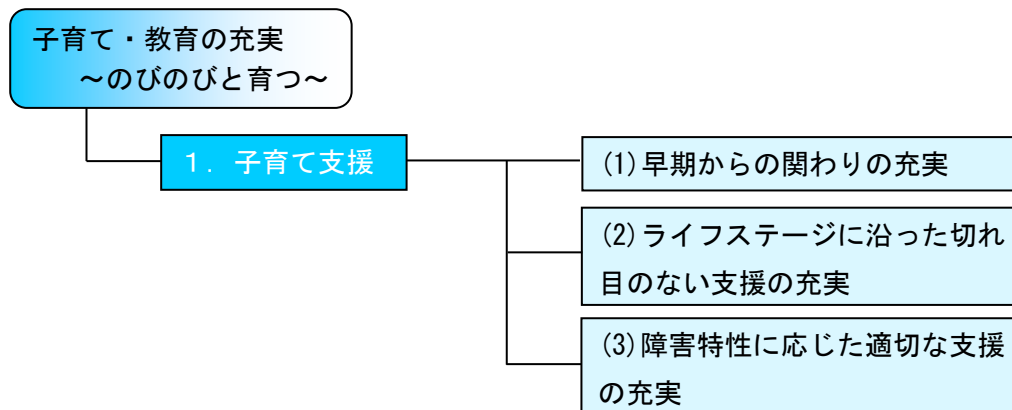 子育て・教育の充実
～のびのびと育つ～
１．子育て支援
(1)早期からの関わりの充実
(2)ライフステージに沿った切れ
目のない支援の充実
(3)障害特性に応じた適切な支援
の充実